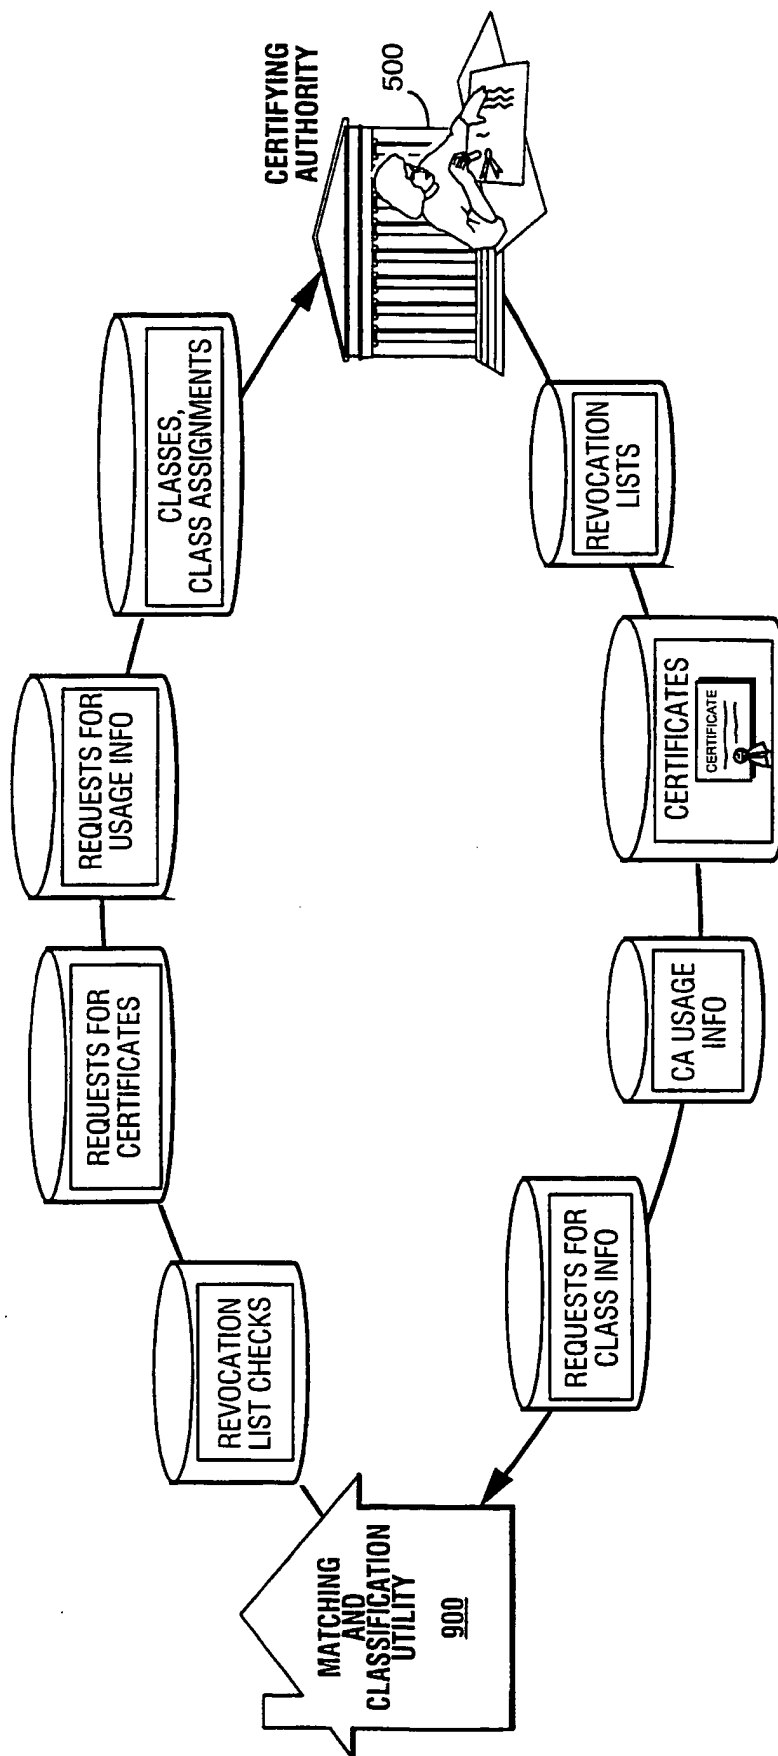 REVOCATION
LIST CHECKS
REQUESTS FOR
CERTIFICATES
REQUESTS FOR
USAGE INFO
CLASSES,
CLASS ASSIGNMENTS
CERTIFYING
AUTHORITY
500
MATCHING
AND
CLASSIFICATION
UTILITY
900
REQUESTS FOR
CLASS INFO
CA USAGE
INFO
CERTIFICATES
CERTIFICATE
REVOCATION
LISTS